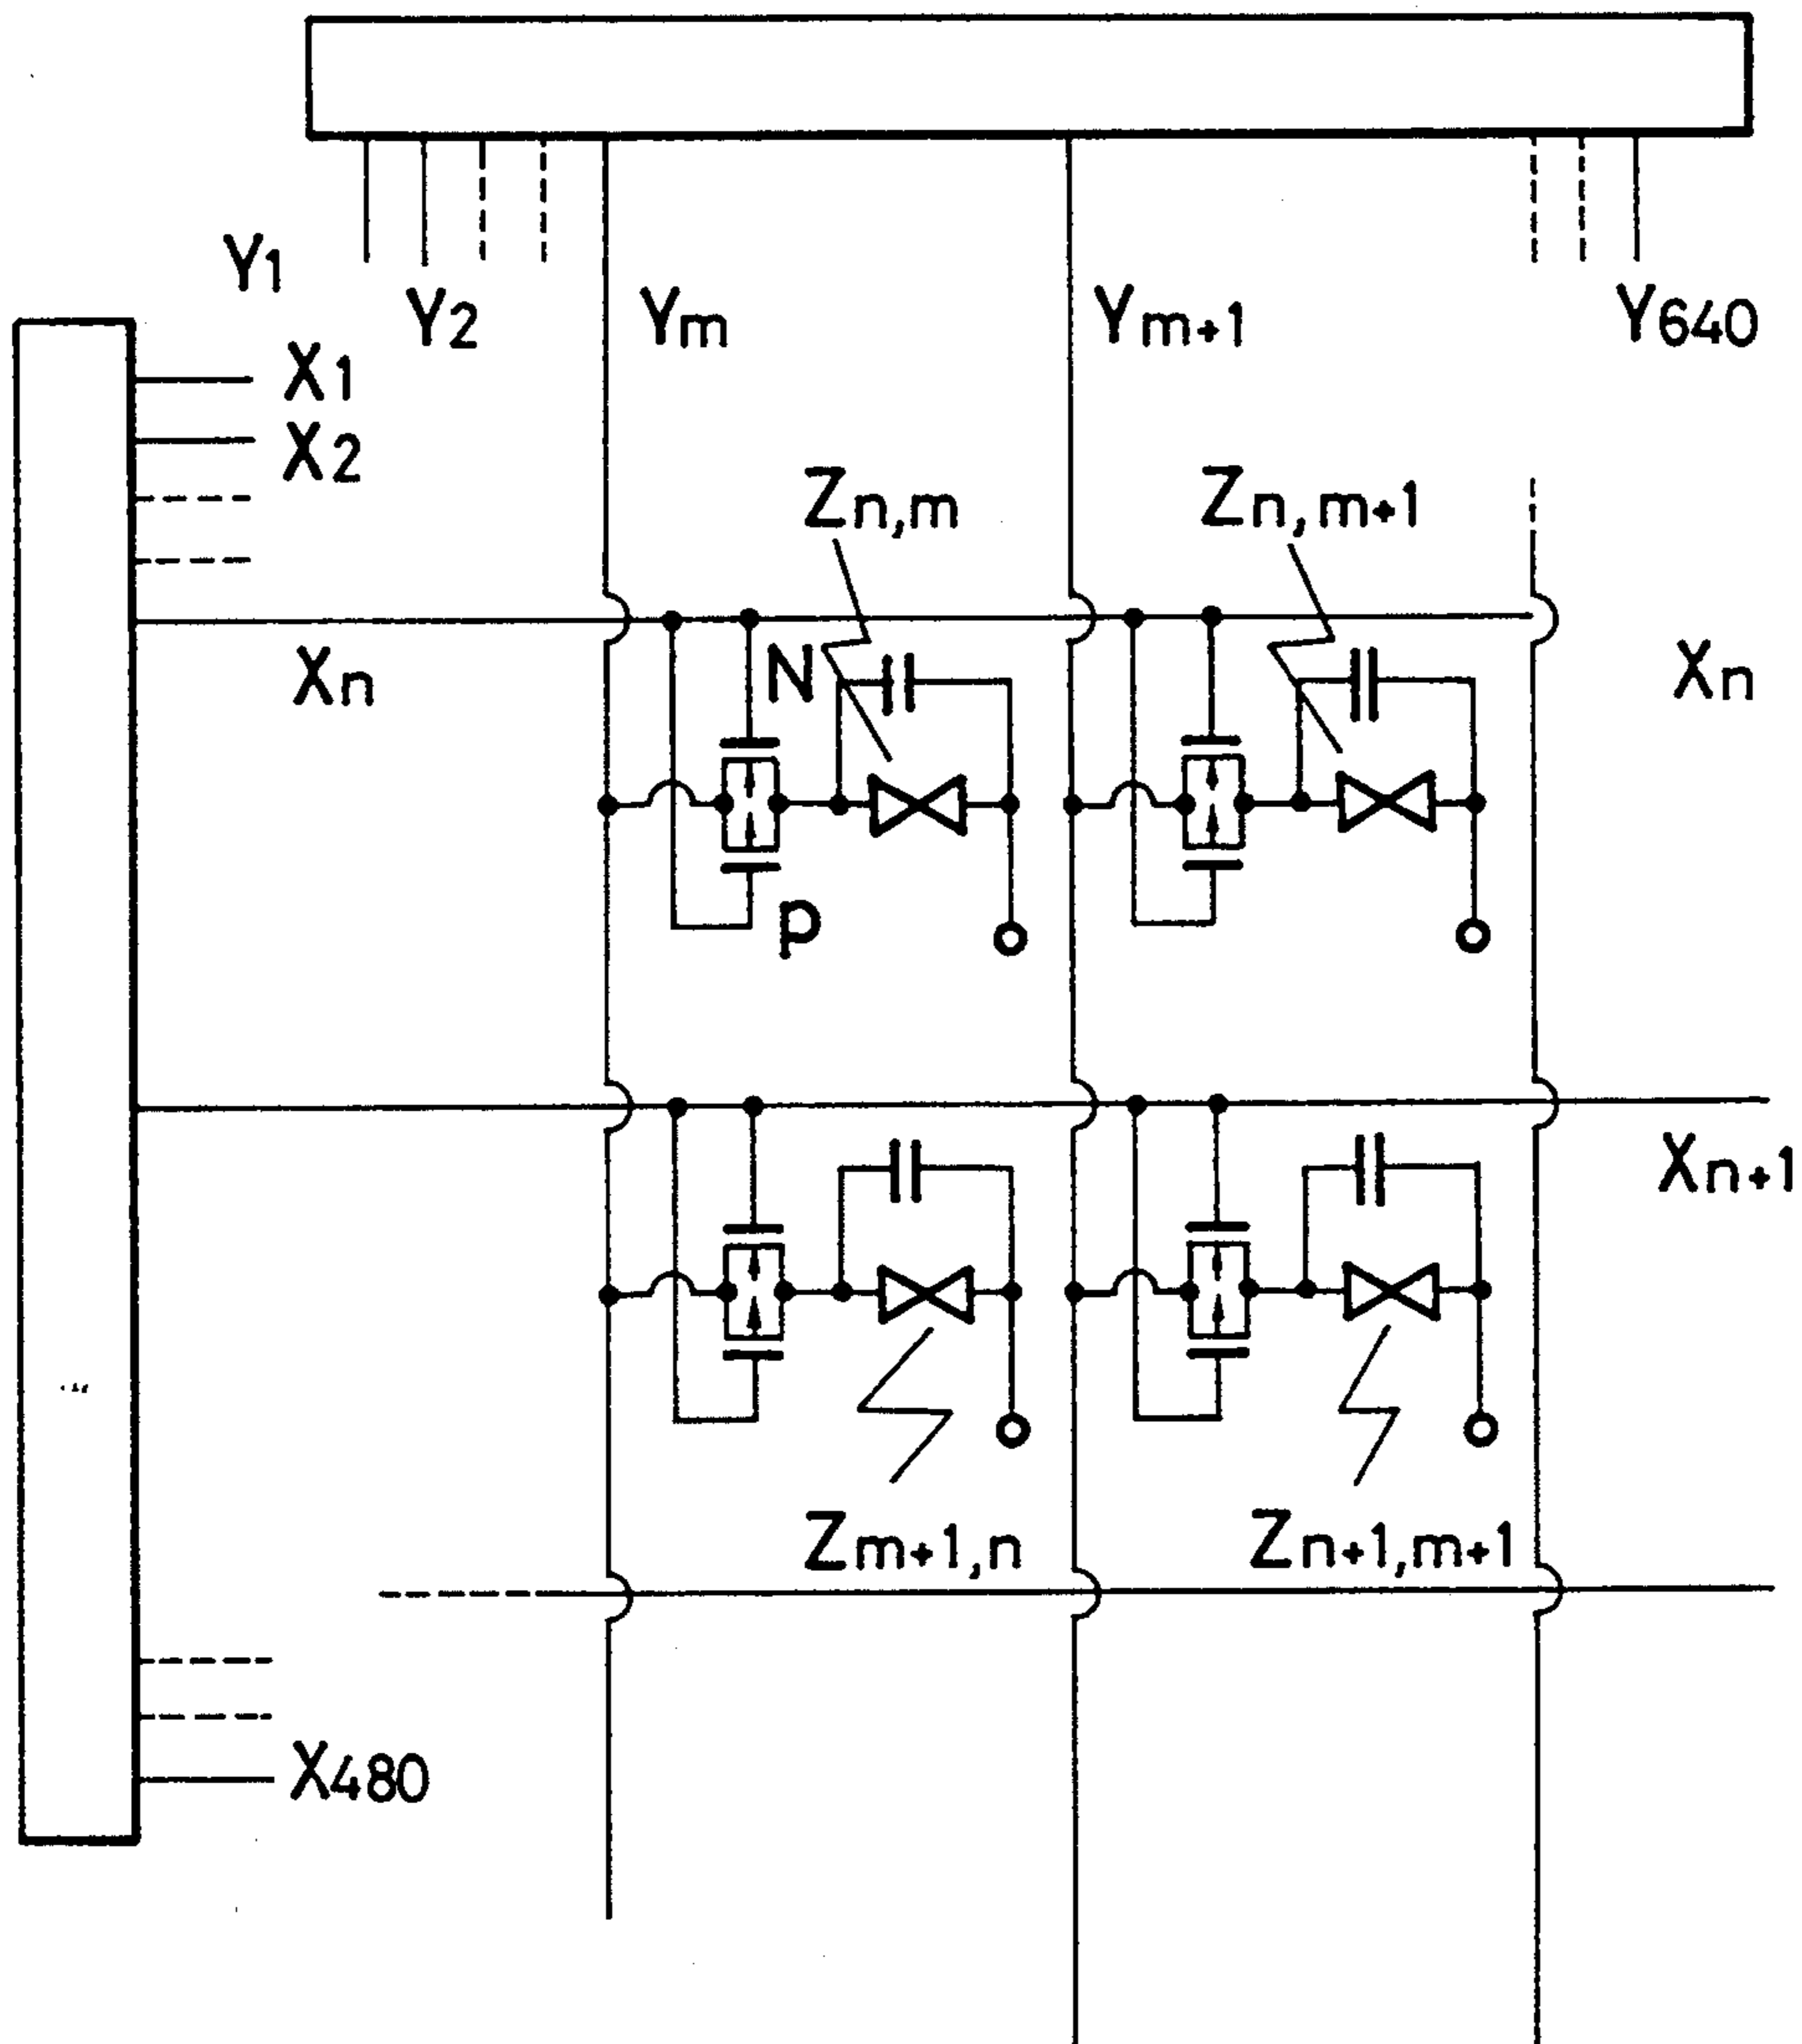 Y1
Y2
Ym
Ym+1
Y640
X1
X2
Zn,m
Zn,m+1
Xn
N
Xn
P
Xn+1
Zm+1,n
Zn+1,m+1
X480